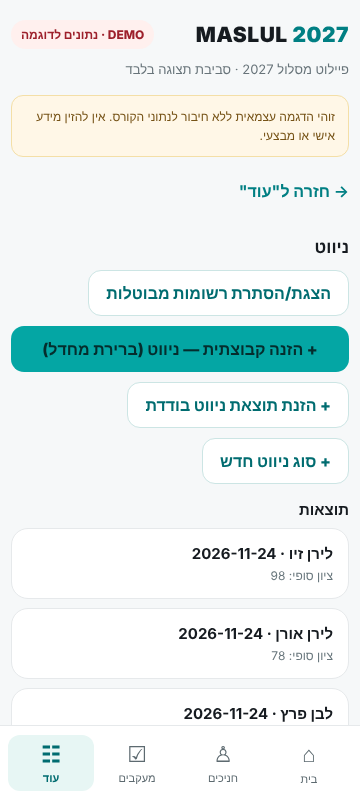 MASLUL 2027
DEMO · נתונים לדוגמה
פיילוט מסלול 2027 · סביבת תצוגה בלבד
זוהי הדגמה עצמאית ללא חיבור לנתוני הקורס. אין להזין מידע
אישי או מבצעי.
→ חזרה ל"עוד"
ניווט
הצגת/הסתרת רשומות מבוטלות
+ הזנה קבוצתית — ניווט (ברירת מחדל)
+ הזנת תוצאת ניווט בודדת
+ סוג ניווט חדש
תוצאות
לירן זיו · 2026-11-24
ציון סופי: 98
לירן אורן · 2026-11-24
ציון סופי: 78
לבן פרץ · 2026-11-24
בית
חניכים
מעקבים
עוד